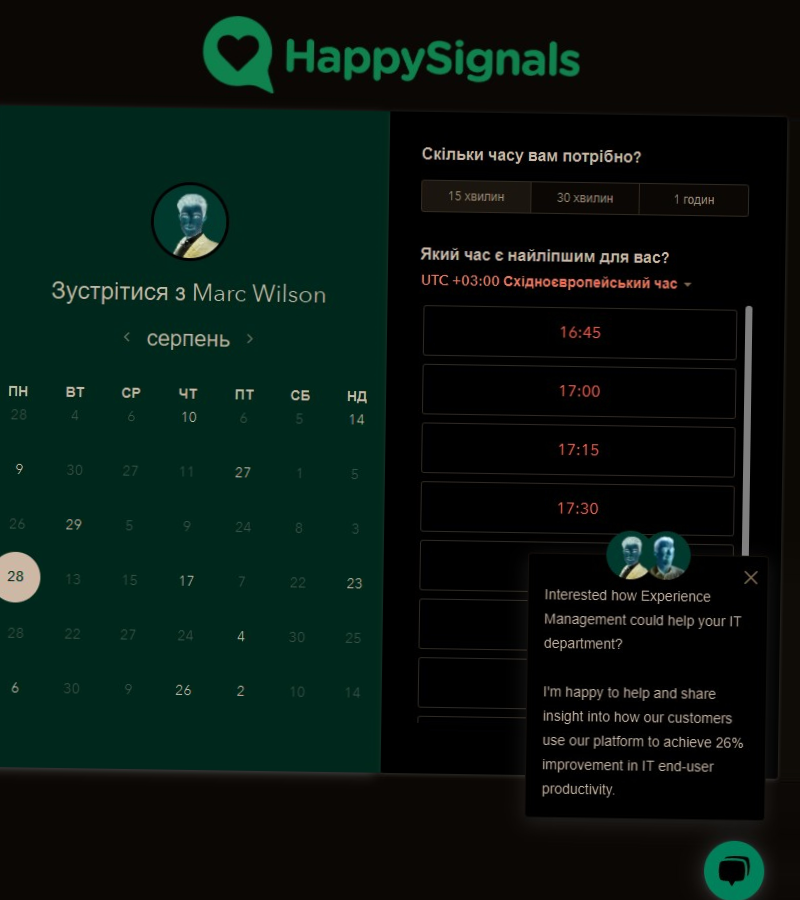 HappySignals
Зустрітися з Marc Wilson
серпень
ПН ВТ СР ЧТ ПТ СБ НД
28 4 6 10 6 5 14
9 30 27 11 27 1 5
26 29 5 9 24 8 3
28 13 15 17 7 22 23
28 22 27 24 4 30 25
6 30 9 26 2 10 14
Скільки часу вам потрібно?
15 хвилин 30 хвилин 1 годин
Який час є найліпшим для вас?
UTC +03:00 Східноєвропейський час
16:45
17:00
17:15
17:30
Interested how Experience
Management could help your IT
department?
I'm happy to help and share
insight into how our customers
use our platform to achieve 26%
improvement in IT end-user
productivity.